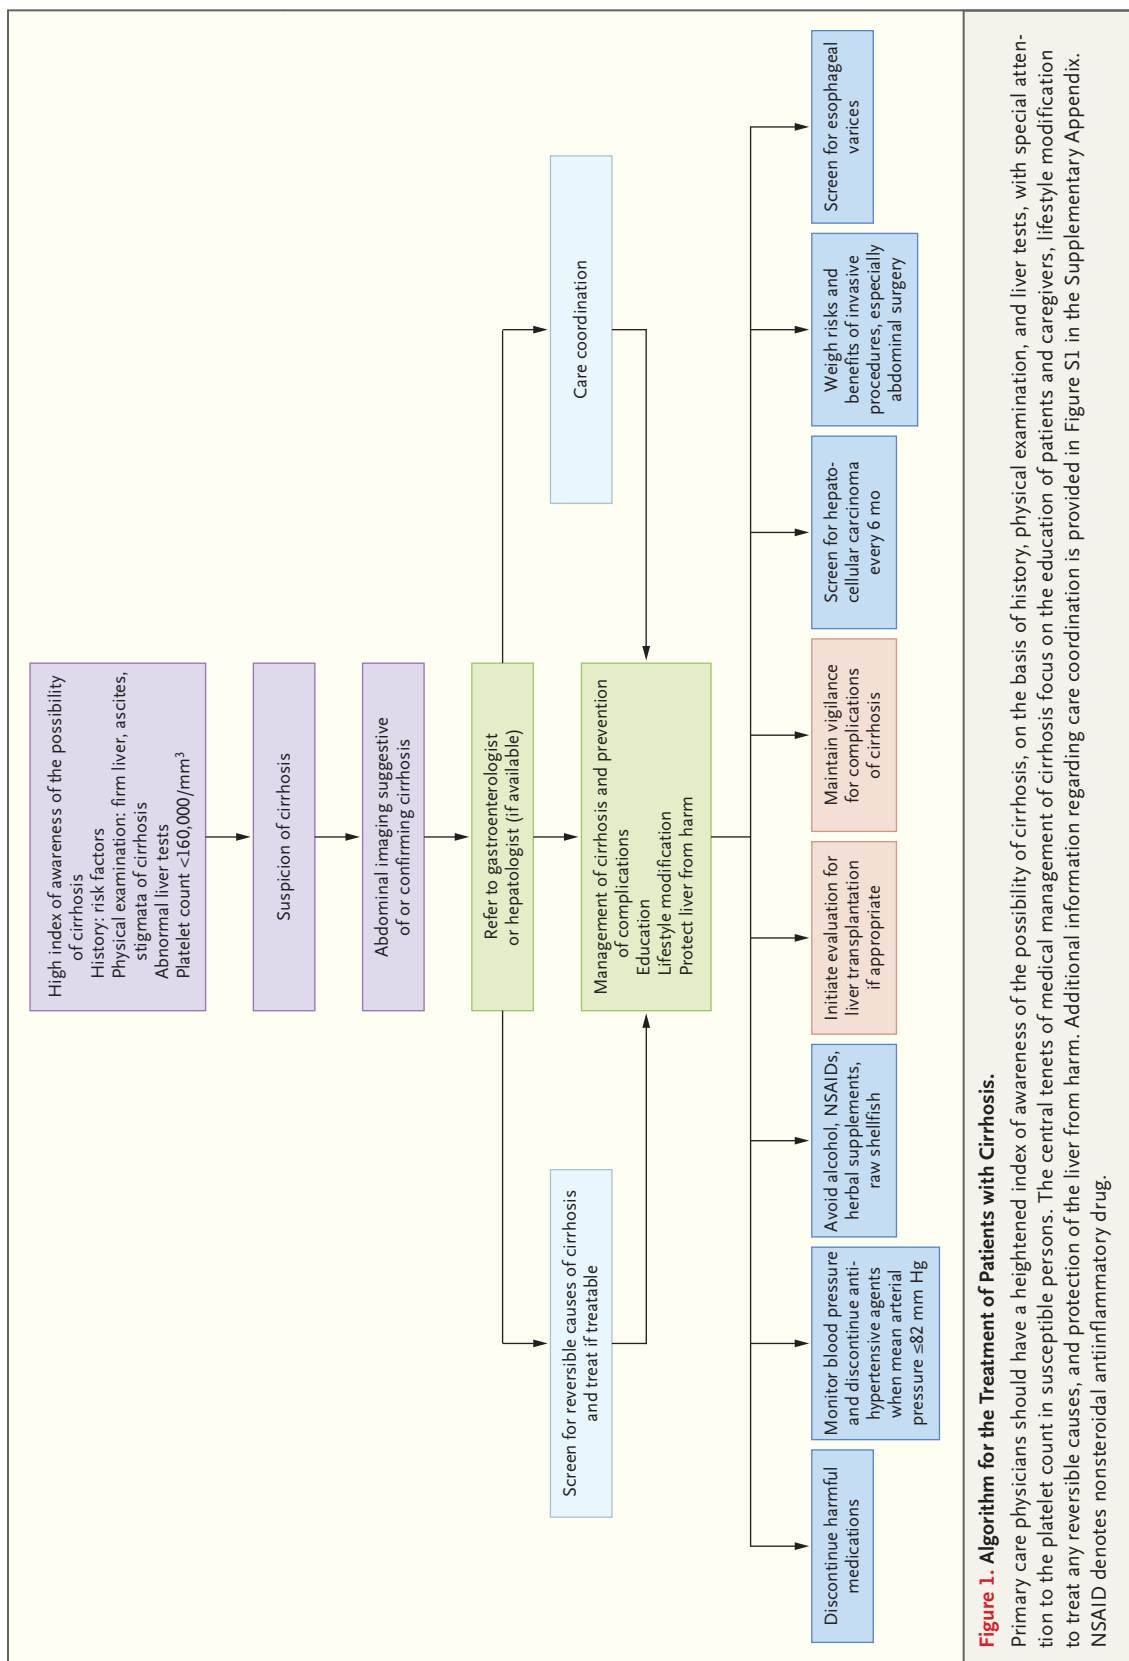 High index of awareness of the possibility
of cirrhosis
History: risk factors
Physical examination: firm liver, ascites,
stigmata of cirrhosis
Abnormal liver tests
Platelet count <160,000/mm³
Suspicion of cirrhosis
Abdominal imaging suggestive
of or confirming cirrhosis
Refer to gastroenterologist
or hepatologist (if available)
Screen for reversible causes of cirrhosis
and treat if treatable
Care coordination
Management of cirrhosis and prevention
of complications
Education
Lifestyle modification
Protect liver from harm
Discontinue harmful
medications
Monitor blood pressure
and discontinue anti-
hypertensive agents
when mean arterial
pressure ≤82 mm Hg
Avoid alcohol, NSAIDs,
herbal supplements,
raw shellfish
Initiate evaluation for
liver transplantation
if appropriate
Maintain vigilance
for complications
of cirrhosis
Screen for hepato-
cellular carcinoma
every 6 mo
Weigh risks and
benefits of invasive
procedures, especially
abdominal surgery
Screen for esophageal
varices
Figure 1. Algorithm for the Treatment of Patients with Cirrhosis.
Primary care physicians should have a heightened index of awareness of the possibility of cirrhosis, on the basis of history, physical examination, and liver tests, with special atten-
tion to the platelet count in susceptible persons. The central tenets of medical management of cirrhosis focus on the education of patients and caregivers, lifestyle modification
to treat any reversible causes, and protection of the liver from harm. Additional information regarding care coordination is provided in Figure S1 in the Supplementary Appendix.
NSAID denotes nonsteroidal antiinflammatory drug.